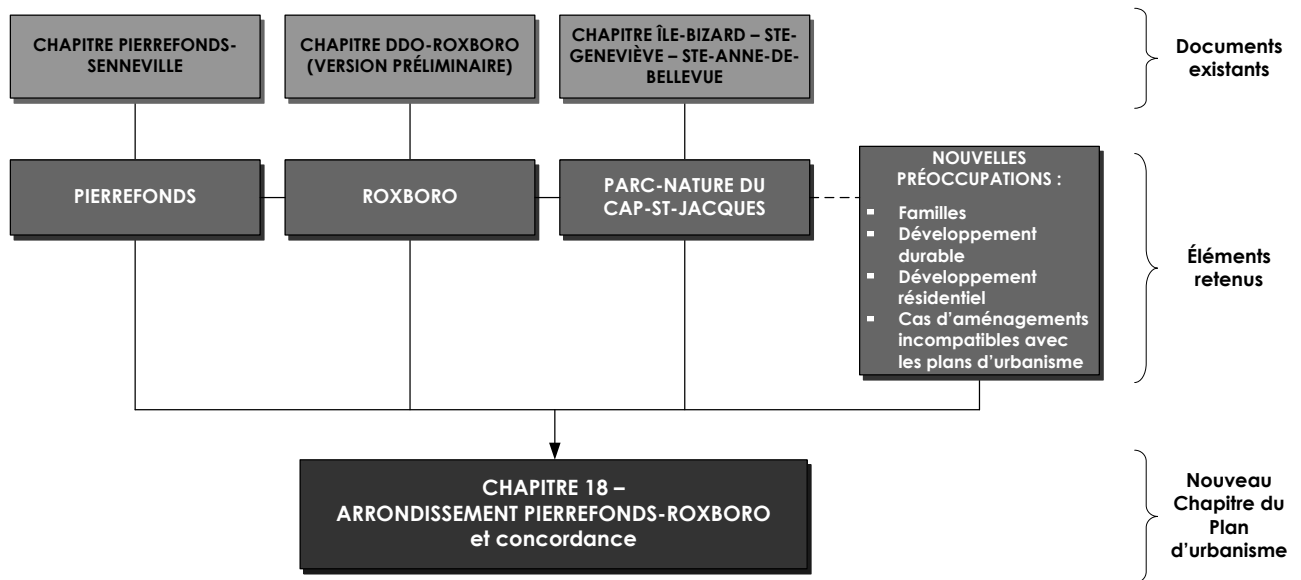 CHAPITRE PIERREFONDS-
SENNEVILLE
CHAPITRE DDO-ROXBORO
(VERSION PRÉLIMINAIRE)
CHAPITRE ÎLE-BIZARD – STE-
GENEVIÈVE – STE-ANNE-DE-
BELLEVUE
Documents
existants
PIERREFONDS
ROXBORO
PARC-NATURE DU
CAP-ST-JACQUES
NOUVELLES
PRÉOCCUPATIONS :
▪ Familles
▪ Développement
durable
▪ Développement
résidentiel
▪ Cas d’aménagements
incompatibles avec
les plans d’urbanisme
Éléments
retenus
CHAPITRE 18 –
ARRONDISSEMENT PIERREFONDS-ROXBORO
et concordance
Nouveau
Chapitre du
Plan
d’urbanisme